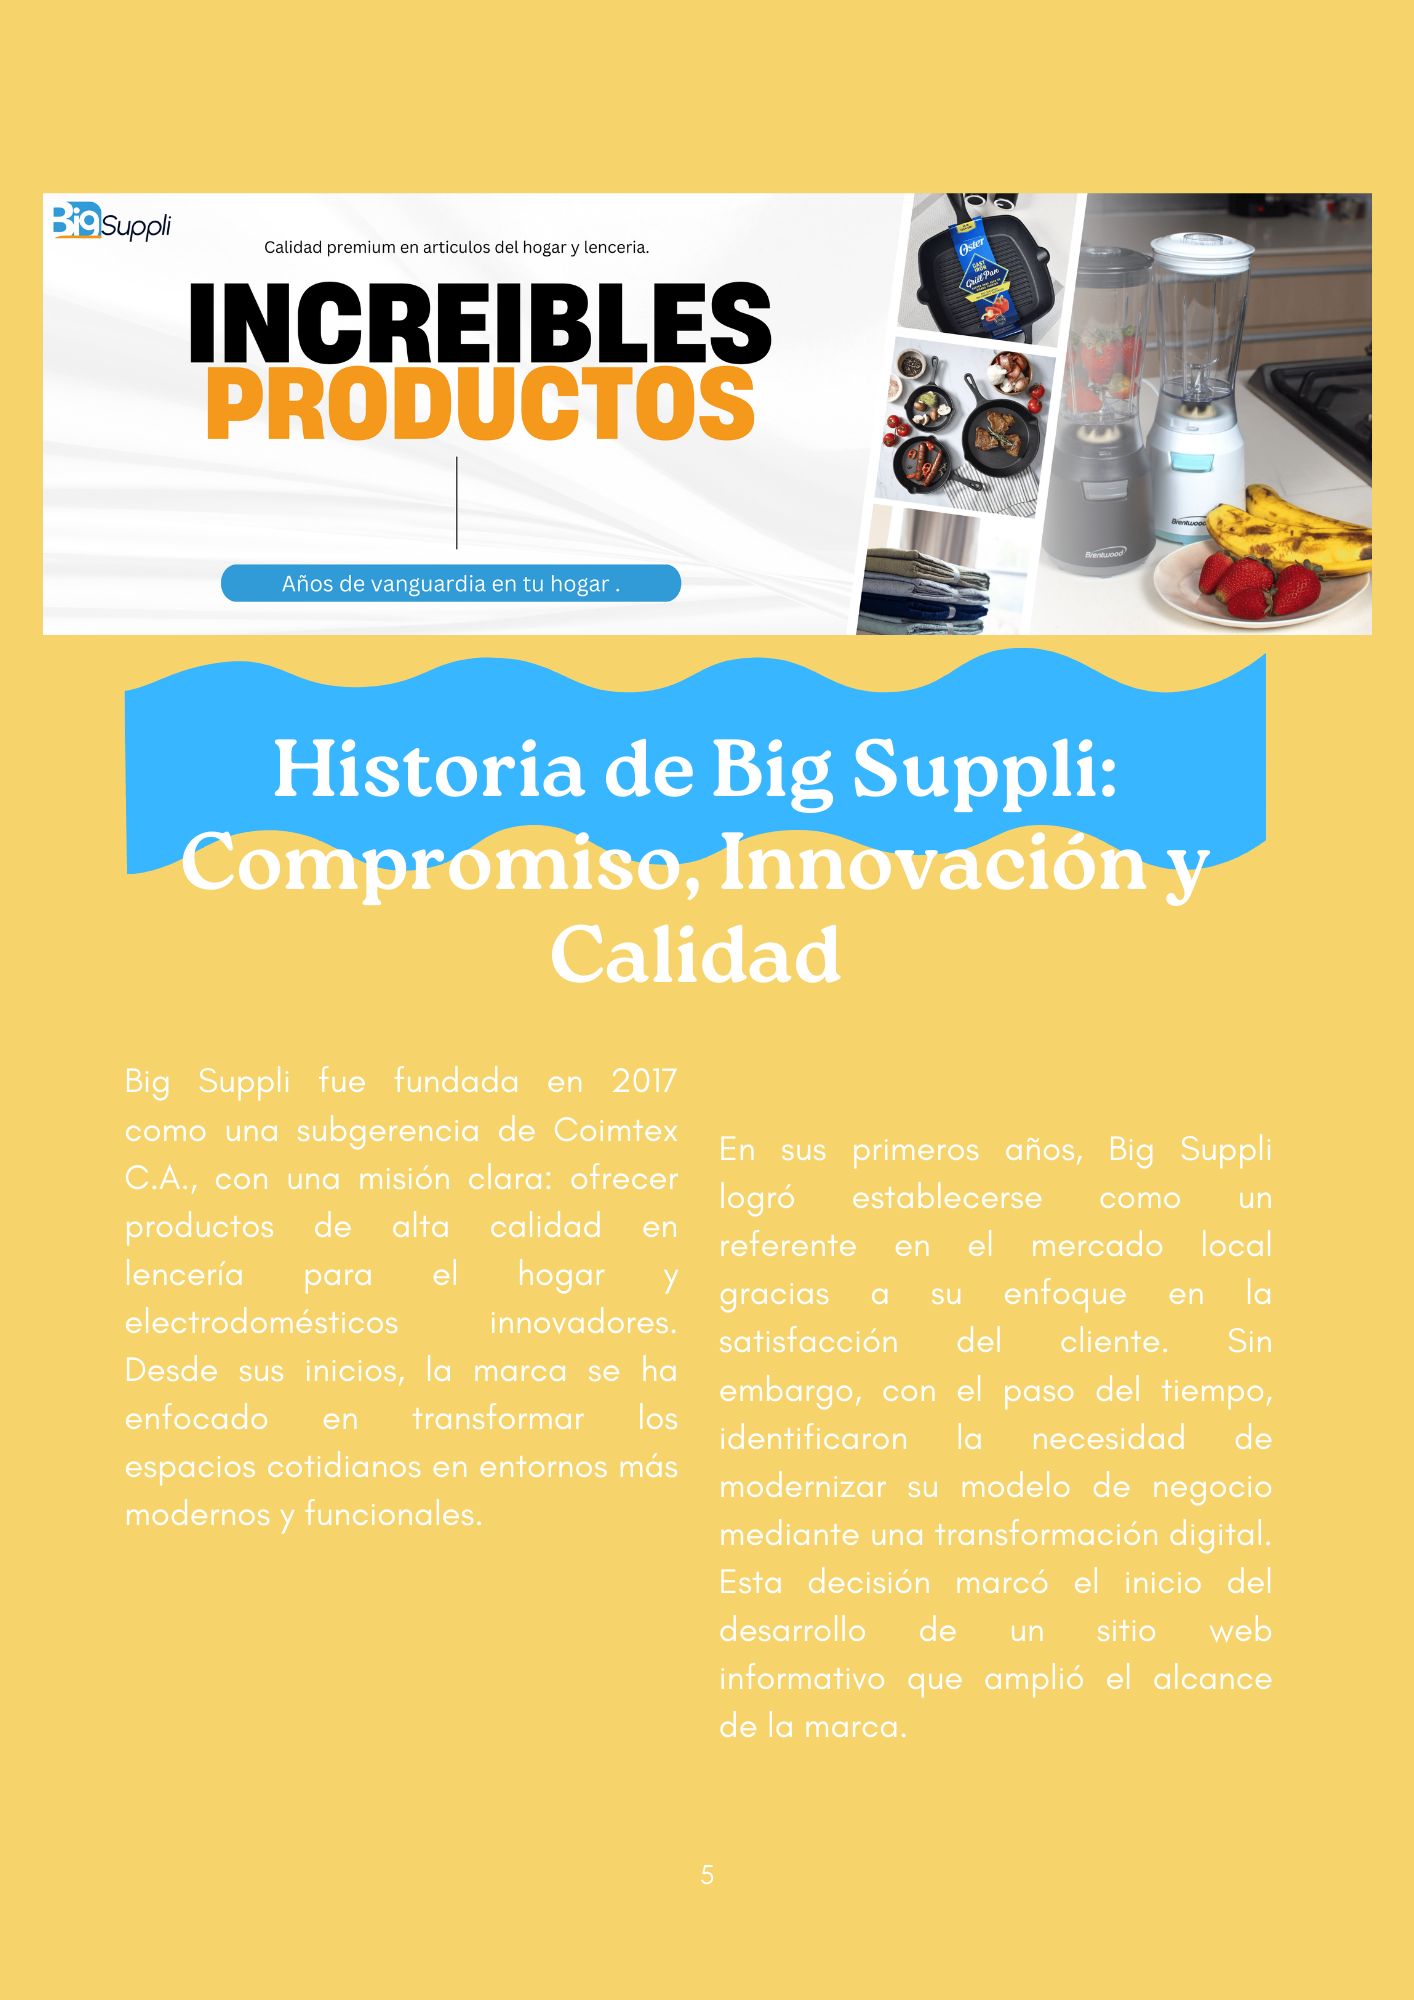 BigSuppli
Calidad premium en articulos del hogar y lenceria.
INCREIBLES
PRODUCTOS
Años de vanguardia en tu hogar .
Oster
CAST
IRON
Grill Pan
Brentwood
Brentwood
Historia de Big Suppli:
Compromiso, Innovación y
Calidad
Big Suppli fue fundada en 2017
como una subgerencia de Coimtex
C.A., con una misión clara: ofrecer
productos de alta calidad en
lencería para el hogar y
electrodomésticos innovadores.
Desde sus inicios, la marca se ha
enfocado en transformar los
espacios cotidianos en entornos más
modernos y funcionales.
En sus primeros años, Big Suppli
logró establecerse como un
referente en el mercado local
gracias a su enfoque en la
satisfacción del cliente. Sin
embargo, con el paso del tiempo,
identificaron la necesidad de
modernizar su modelo de negocio
mediante una transformación digital.
Esta decisión marcó el inicio del
desarrollo de un sitio web
informativo que amplió el alcance
de la marca.
5